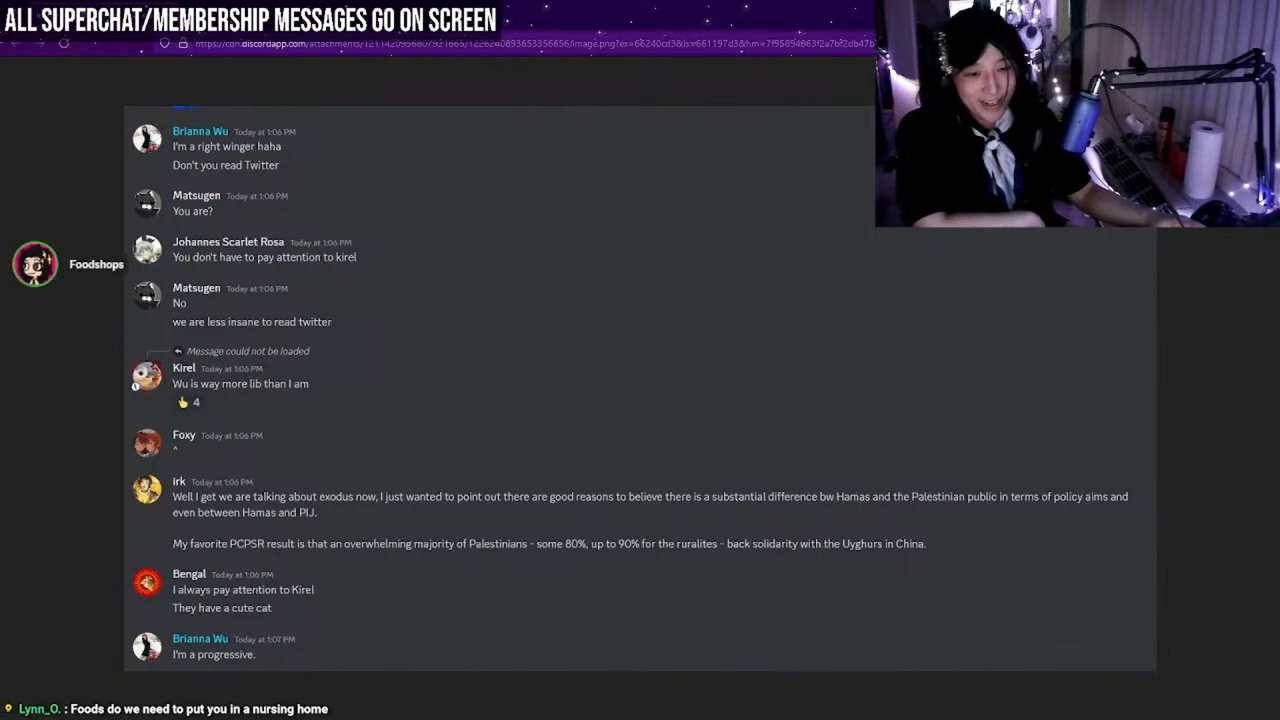 ALL SUPERCHAT/MEMBERSHIP MESSAGES GO ON SCREEN
Brianna Wu Today at 1:06 PM
I'm a right winger haha
Don't you read Twitter
Matsugen Today at 1:06 PM
You are?
Johannes Scarlet Rosa Today at 1:06 PM
You don't have to pay attention to kirel
Foodshops
Matsugen Today at 1:06 PM
No
we are less insane to read twitter
Message could not be loaded
Kirel Today at 1:06 PM
Wu is way more lib than I am
4
Foxy Today at 1:06 PM
^
irk Today at 1:06 PM
Well I get we are talking about exodus now, I just wanted to point out there are good reasons to believe there is a substantial difference bw Hamas and the Palestinian public in terms of policy aims and
even between Hamas and PIJ.
My favorite PCPSR result is that an overwhelming majority of Palestinians - some 80%, up to 90% for the ruralites - back solidarity with the Uyghurs in China.
Bengal Today at 1:06 PM
I always pay attention to Kirel
They have a cute cat
Brianna Wu Today at 1:07 PM
I'm a progressive.
Lynn_O. : Foods do we need to put you in a nursing home